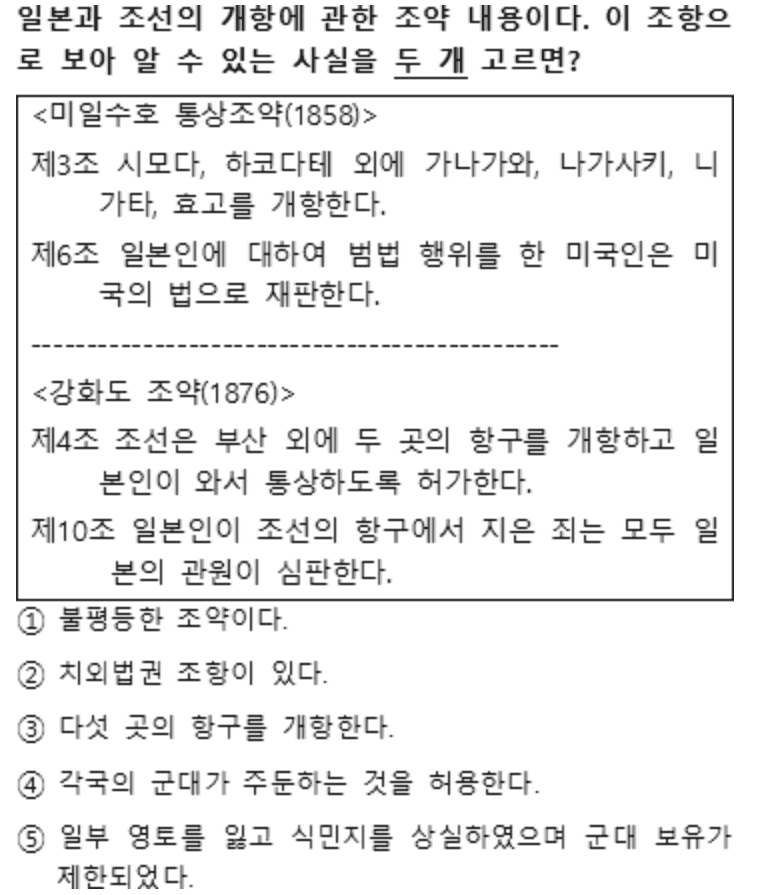 일본과 조선의 개항에 관한 조약 내용이다. 이 조항으
로 보아 알 수 있는 사실을 두 개 고르면?
<미일수호 통상조약(1858)>
제3조 시모다, 하코다테 외에 가나가와, 나가사키, 니
가타, 효고를 개항한다.
제6조 일본인에 대하여 범법 행위를 한 미국인은 미
국의 법으로 재판한다.
------------------------------------------------
<강화도 조약(1876)>
제4조 조선은 부산 외에 두 곳의 항구를 개항하고 일
본인이 와서 통상하도록 허가한다.
제10조 일본인이 조선의 항구에서 지은 죄는 모두 일
본의 관원이 심판한다.
① 불평등한 조약이다.
② 치외법권 조항이 있다.
③ 다섯 곳의 항구를 개항한다.
④ 각국의 군대가 주둔하는 것을 허용한다.
⑤ 일부 영토를 잃고 식민지를 상실하였으며 군대 보유가
제한되었다.